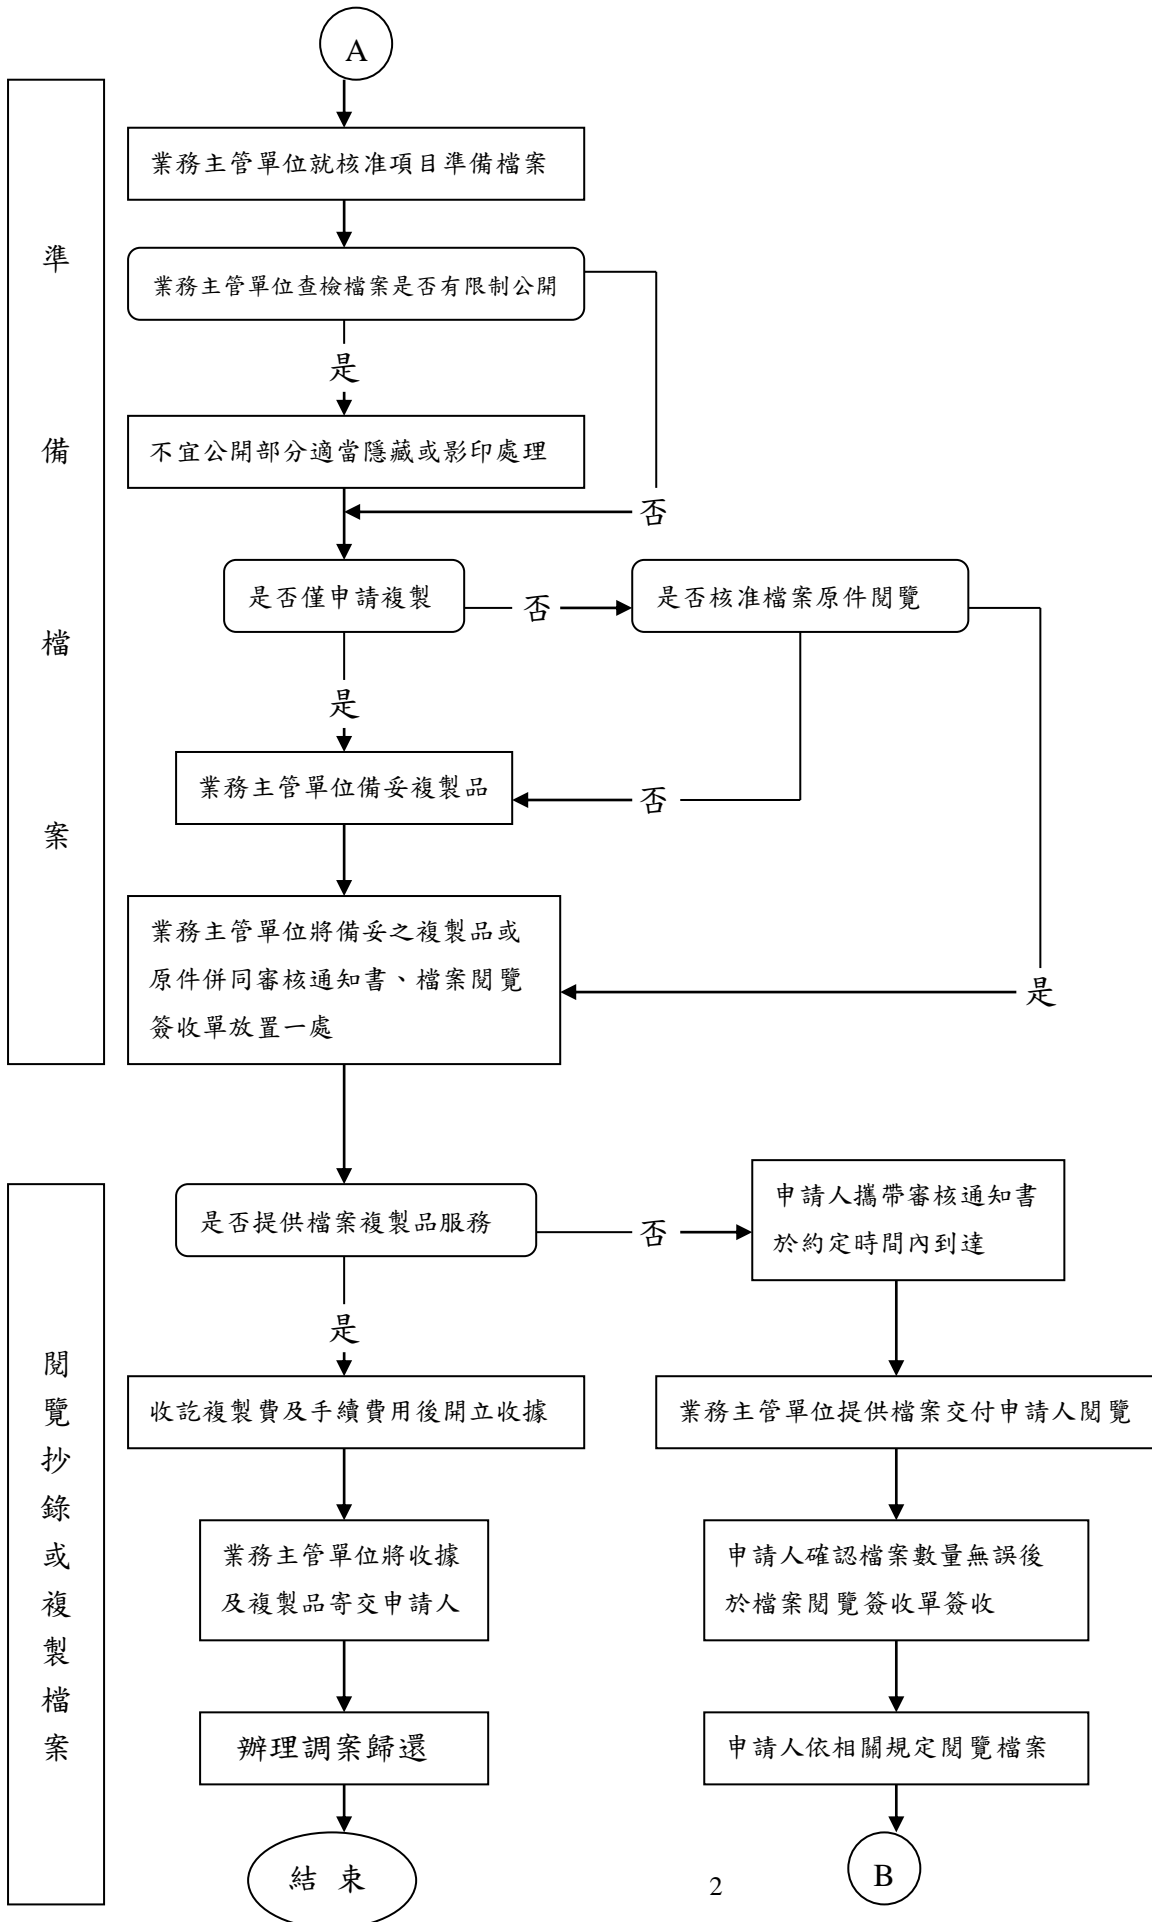 A
準備檔案
業務主管單位就核准項目準備檔案
業務主管單位查檢檔案是否有限制公開
是
不宜公開部分適當隱藏或影印處理
否
是否僅申請複製
否
是否核准檔案原件閱覽
是
業務主管單位備妥複製品
否
業務主管單位將備妥之複製品或
原件併同審核通知書、檔案閱覽
簽收單放置一處
是
閱覽抄錄或複製檔案
是否提供檔案複製品服務
否
申請人攜帶審核通知書
於約定時間內到達
是
收訖複製費及手續費用後開立收據
業務主管單位提供檔案交付申請人閱覽
業務主管單位將收據
及複製品寄交申請人
申請人確認檔案數量無誤後
於檔案閱覽簽收單簽收
辦理調案歸還
申請人依相關規定閱覽檔案
結 束
B
2